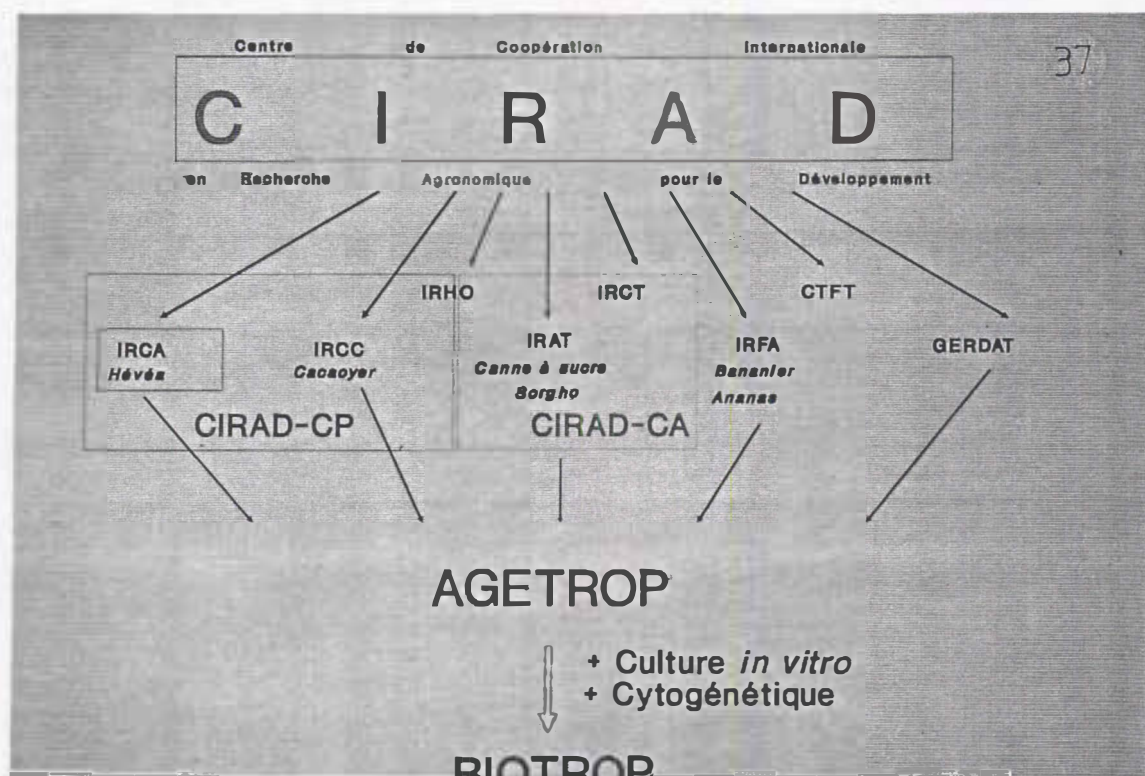 37
Centre de Coopération Internationale
C I R A D
en Recherche Agronomique pour le Développement
IRHO IRCT CTFT
IRCA IRCC IRAT IRFA GERDAT
Hévéa Cacaoyer Canne à sucre Bananier
Sorgho Ananas
CIRAD-CP CIRAD-CA
AGETROP
+ Culture in vitro
+ Cytogénétique
BIOTROP